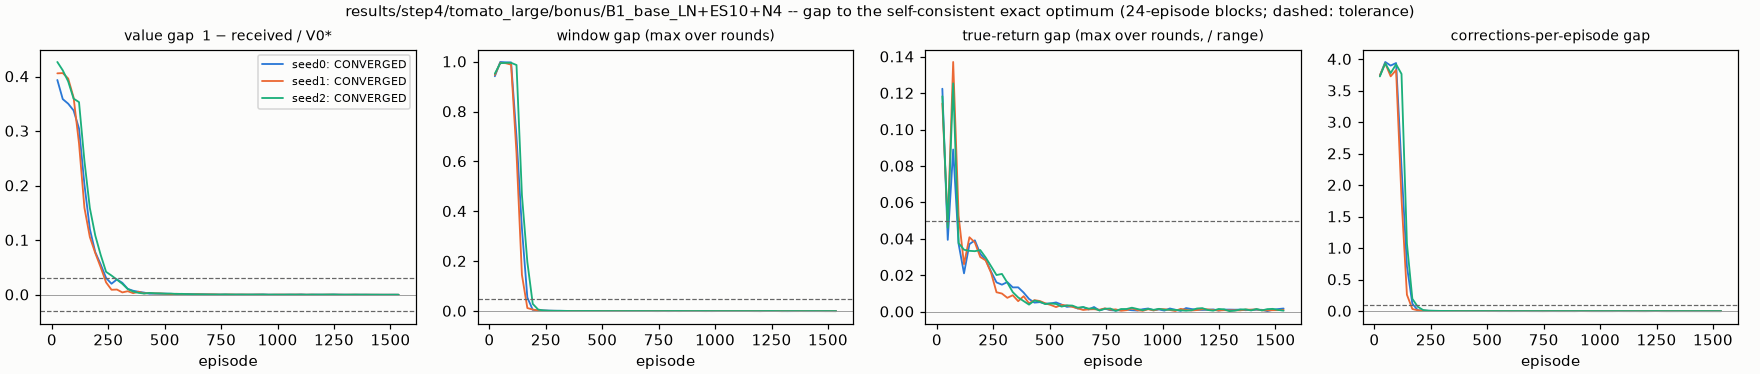 results/step4/tomato_large/bonus/B1_base_LN+ES10+N4 -- gap to the self-consistent exact optimum (24-episode blocks; dashed: tolerance)
value gap  1 − received / V0*
0.4
0.3
0.2
0.1
0.0
seed0: CONVERGED
seed1: CONVERGED
seed2: CONVERGED
0 250 500 750 1000 1250 1500
episode
window gap (max over rounds)
1.0
0.8
0.6
0.4
0.2
0.0
0 250 500 750 1000 1250 1500
episode
true-return gap (max over rounds, / range)
0.14
0.12
0.10
0.08
0.06
0.04
0.02
0.00
0 250 500 750 1000 1250 1500
episode
corrections-per-episode gap
4.0
3.5
3.0
2.5
2.0
1.5
1.0
0.5
0.0
0 250 500 750 1000 1250 1500
episode